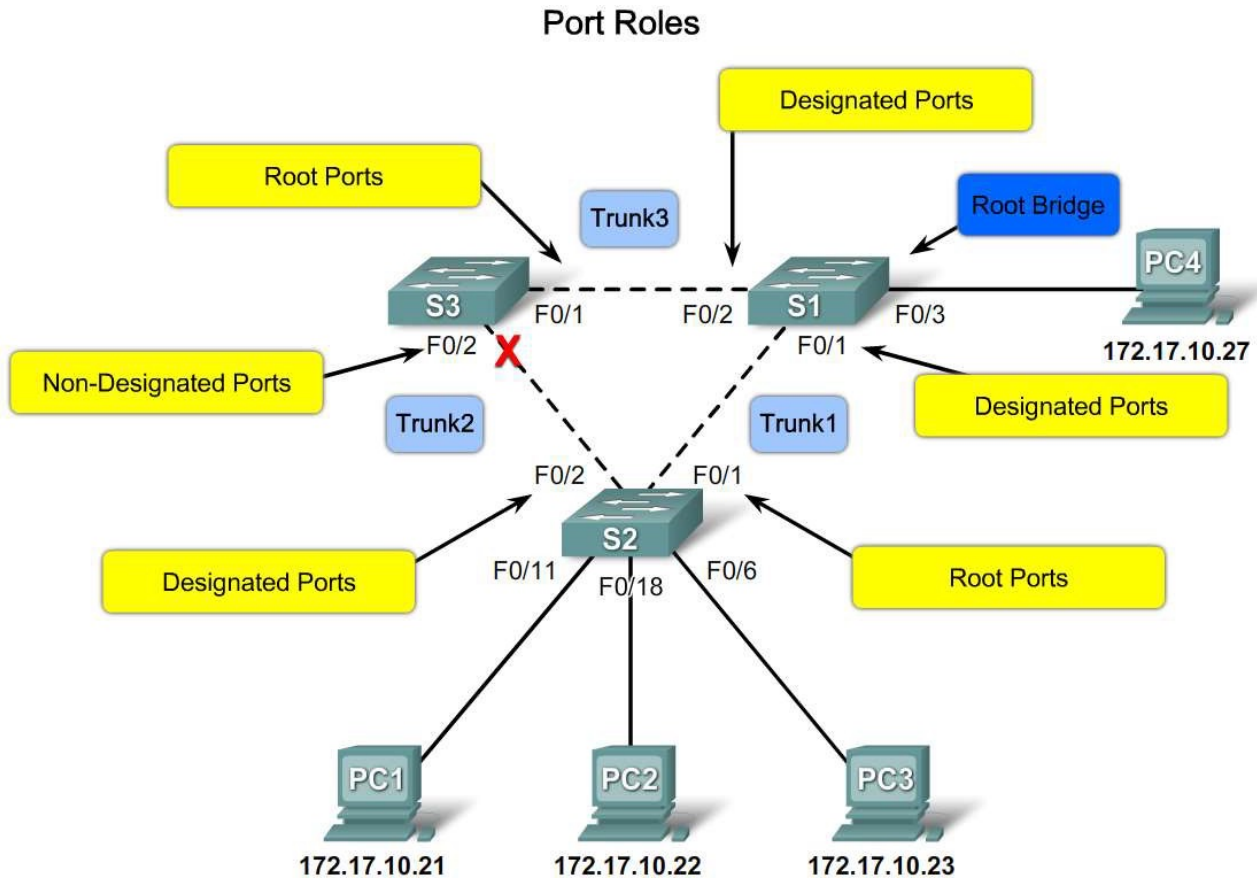 Port Roles
Designated Ports
Root Ports
Trunk3
Root Bridge
PC4
S3
F0/1
F0/2
S1
F0/3
F0/2
X
F0/1
172.17.10.27
Non-Designated Ports
Trunk2
Trunk1
Designated Ports
F0/2
F0/1
S2
Designated Ports
F0/11
F0/18
F0/6
Root Ports
PC1
PC2
PC3
172.17.10.21
172.17.10.22
172.17.10.23